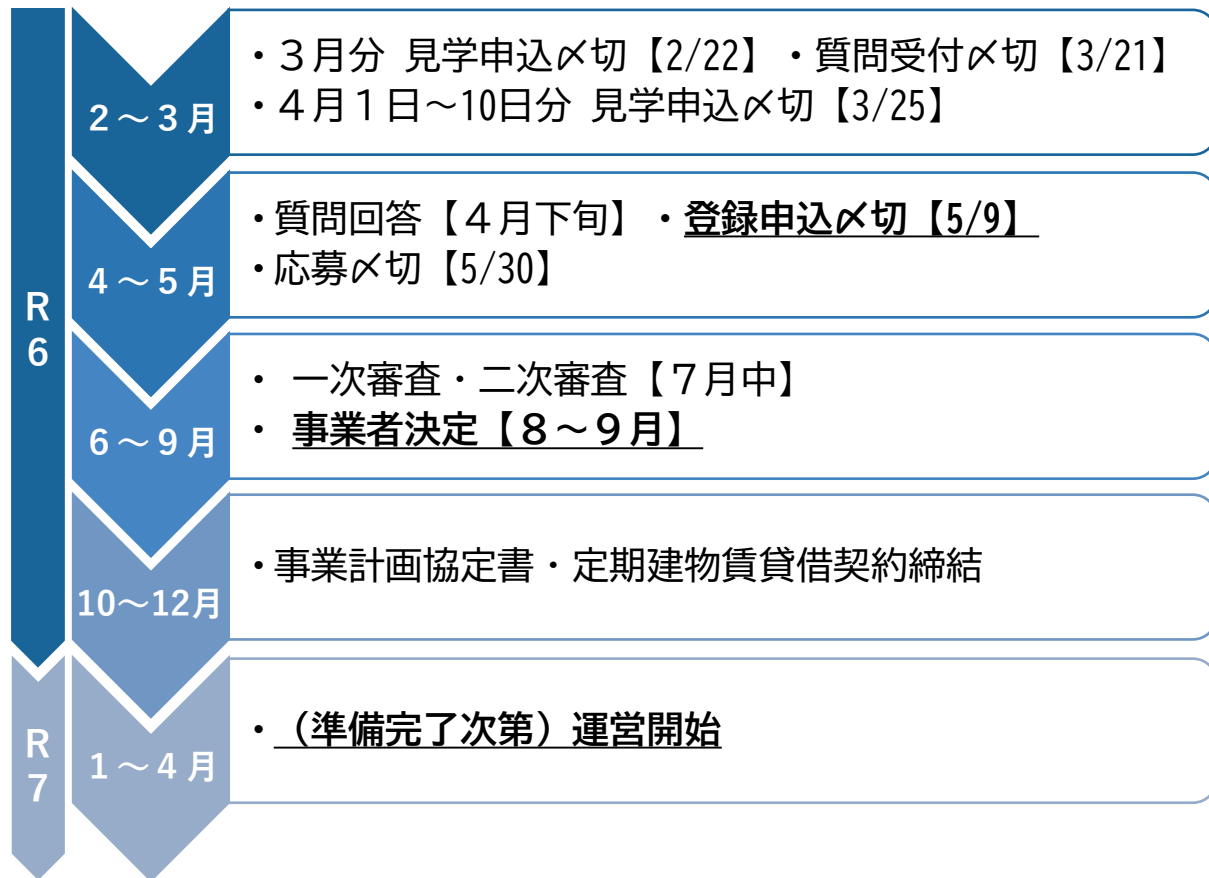 R
6
2～3月
・３月分 見学申込〆切【2/22】・質問受付〆切【3/21】
・４月１日～10日分 見学申込〆切【3/25】
4～5月
・質問回答【４月下旬】・登録申込〆切【5/9】
・応募〆切【5/30】
6～9月
・ 一次審査・二次審査【７月中】
・ 事業者決定【８～９月】
10～12月
・事業計画協定書・定期建物賃貸借契約締結
R
7
1～4月
・（準備完了次第）運営開始